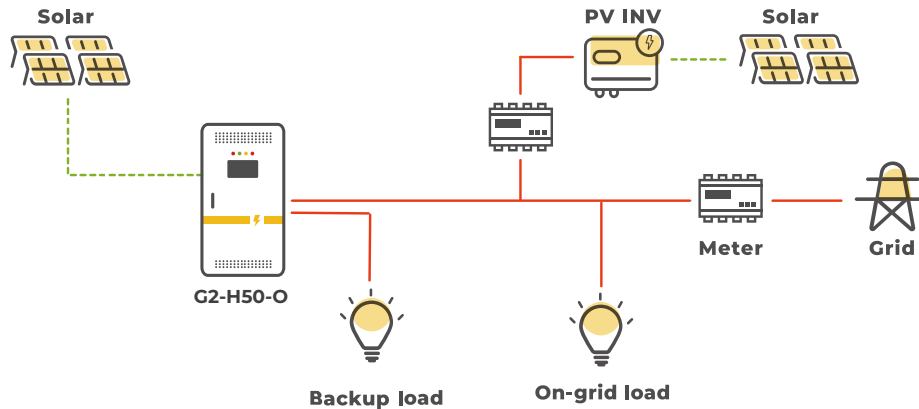 Solar
PV INV
Solar
Meter
Grid
G2-H50-O
Backup load
On-grid load